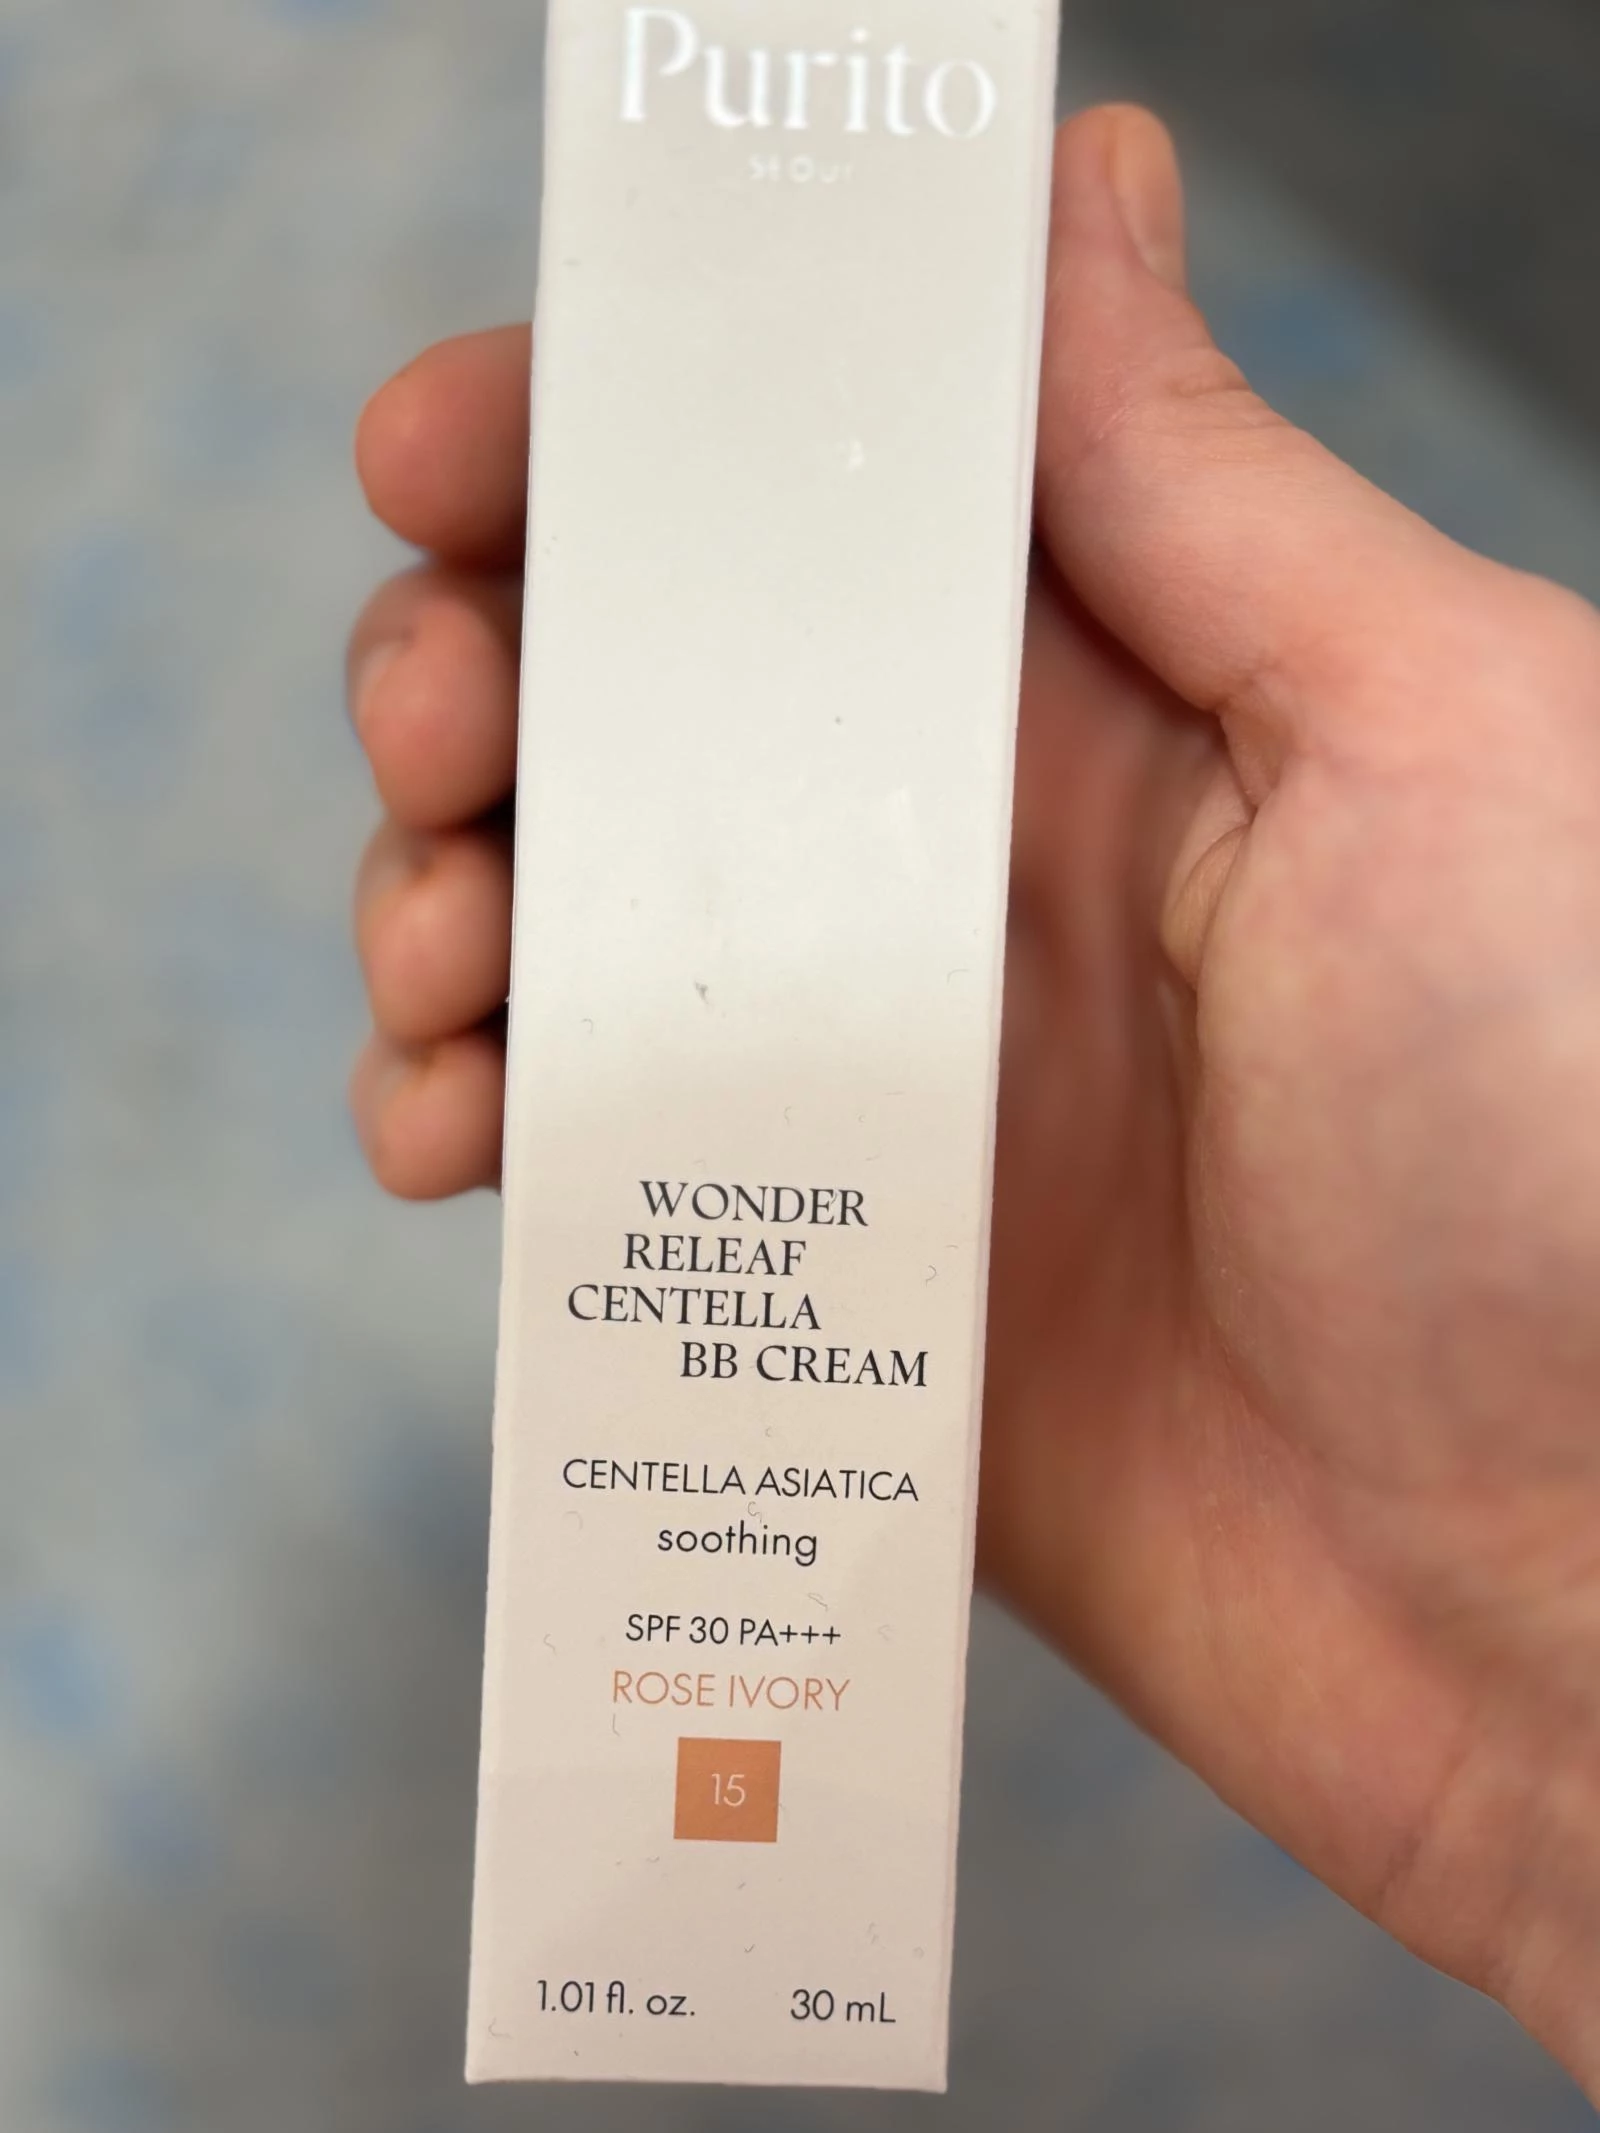 Purito
SEOUL
WONDER
RELEAF
CENTELLA
BB CREAM
CENTELLA ASIATICA
soothing
SPF 30 PA+++
ROSE IVORY
15
1.01 fl. oz. 30 mL